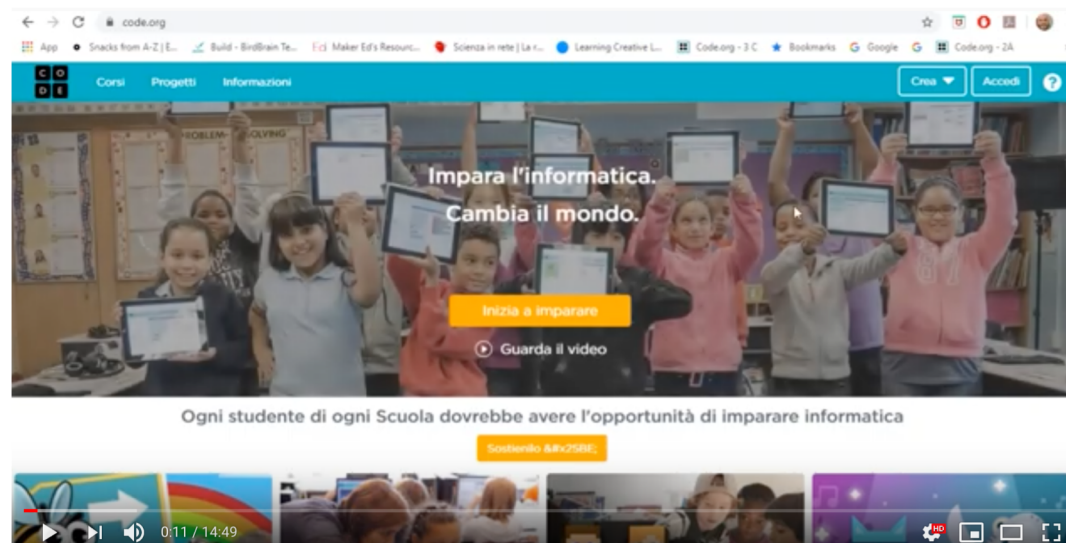 code.org
App Snacks from A-Z | E... Build - BirdBrain Te... Maker Ed's Resourc... Scienza in rete | La r... Learning Creative L... Code.org - 3 C Bookmarks Google Code.org - 2A
CO
DE
Corsi Progetti Informazioni Crea Accedi ?
PROBLEM SOLVING
Impara l'informatica.
Cambia il mondo.
Inizia a imparare
Guarda il video
Ogni studente di ogni Scuola dovrebbe avere l'opportunità di imparare informatica
Sostienilo &#x25BE;
0:11 / 14:49
HD